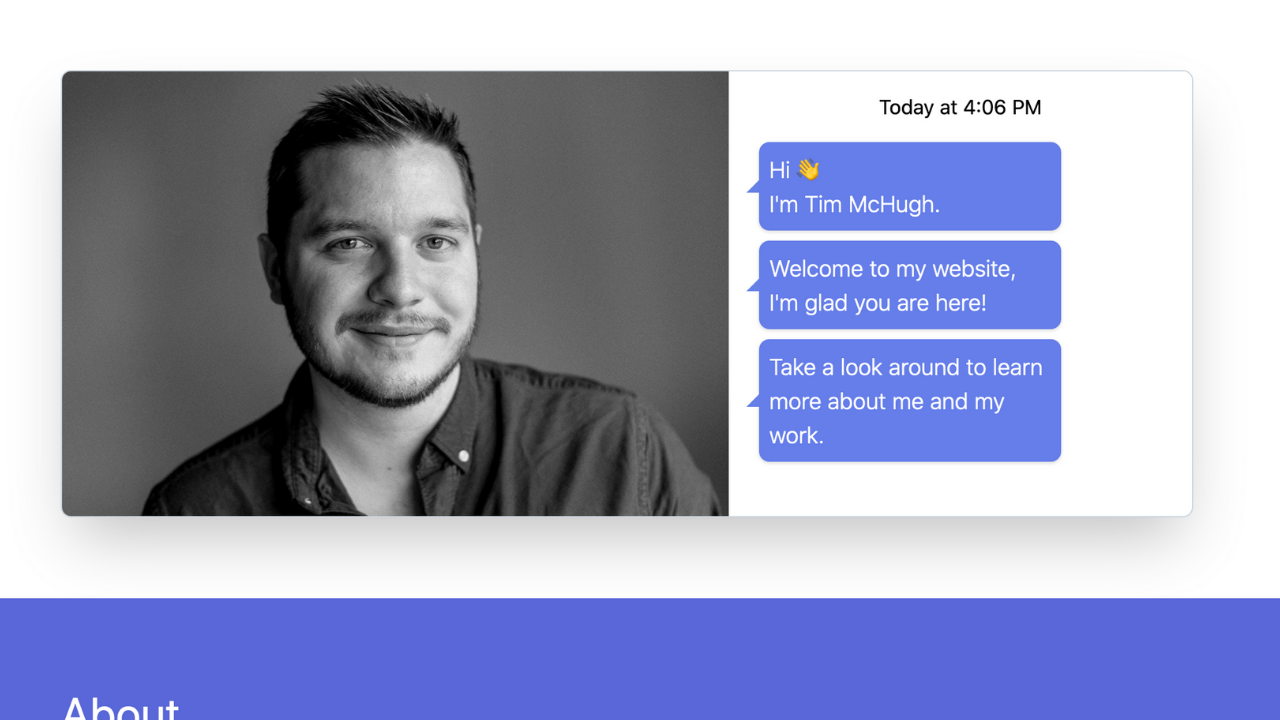 Today at 4:06 PM
Hi 👋
I'm Tim McHugh.
Welcome to my website,
I'm glad you are here!
Take a look around to learn
more about me and my
work.
About